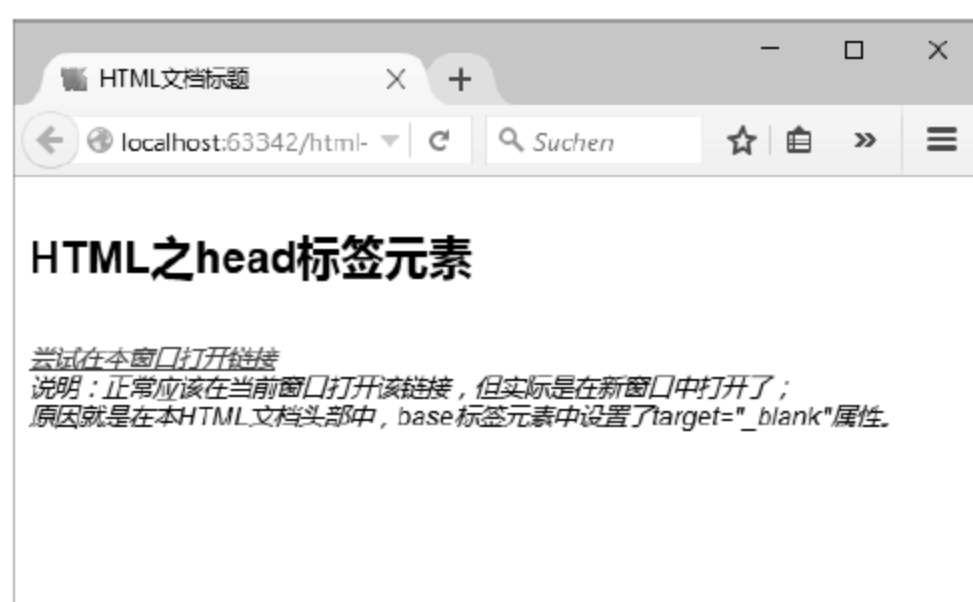 HTML文档标题
localhost:63342/html-
Suchen
HTML之head标签元素
尝试在本窗口打开链接
说明：正常应该在当前窗口打开该链接，但实际是在新窗口中打开了；
原因就是在本HTML文档头部中，base标签元素中设置了target="_blank"属性。